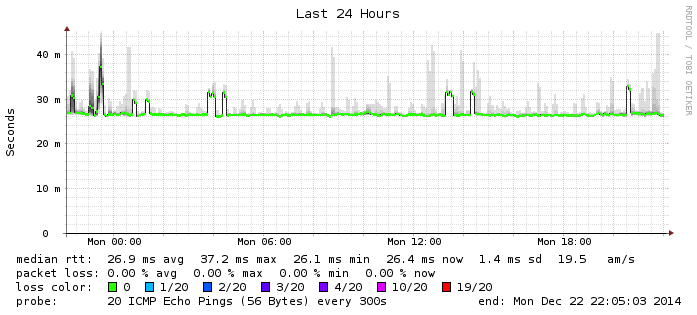 Last 24 Hours
RRDTOOL / TOBI OETIKER
Seconds
40 m
30 m
20 m
10 m
0
Mon 00:00 Mon 06:00 Mon 12:00 Mon 18:00
median rtt: 26.9 ms avg 37.2 ms max 26.1 ms min 26.4 ms now 1.4 ms sd 19.5 am/s
packet loss: 0.00 % avg 0.00 % max 0.00 % min 0.00 % now
loss color: 0 1/20 2/20 3/20 4/20 10/20 19/20
probe: 20 ICMP Echo Pings (56 Bytes) every 300s end: Mon Dec 22 22:05:03 2014